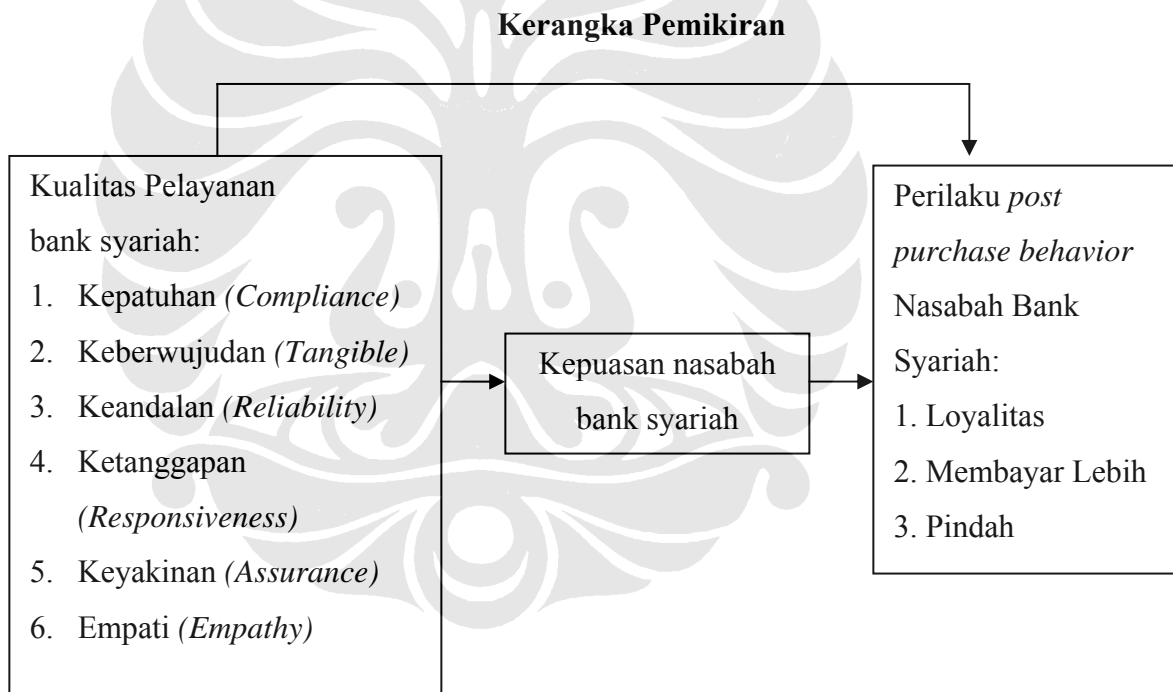 Kerangka Pemikiran
Kualitas Pelayanan
bank syariah:
1. Kepatuhan (Compliance)
2. Keberwujudan (Tangible)
3. Keandalan (Reliability)
4. Ketanggapan
(Responsiveness)
5. Keyakinan (Assurance)
6. Empati (Empathy)
Kepuasan nasabah
bank syariah
Perilaku post
purchase behavior
Nasabah Bank
Syariah:
1. Loyalitas
2. Membayar Lebih
3. Pindah